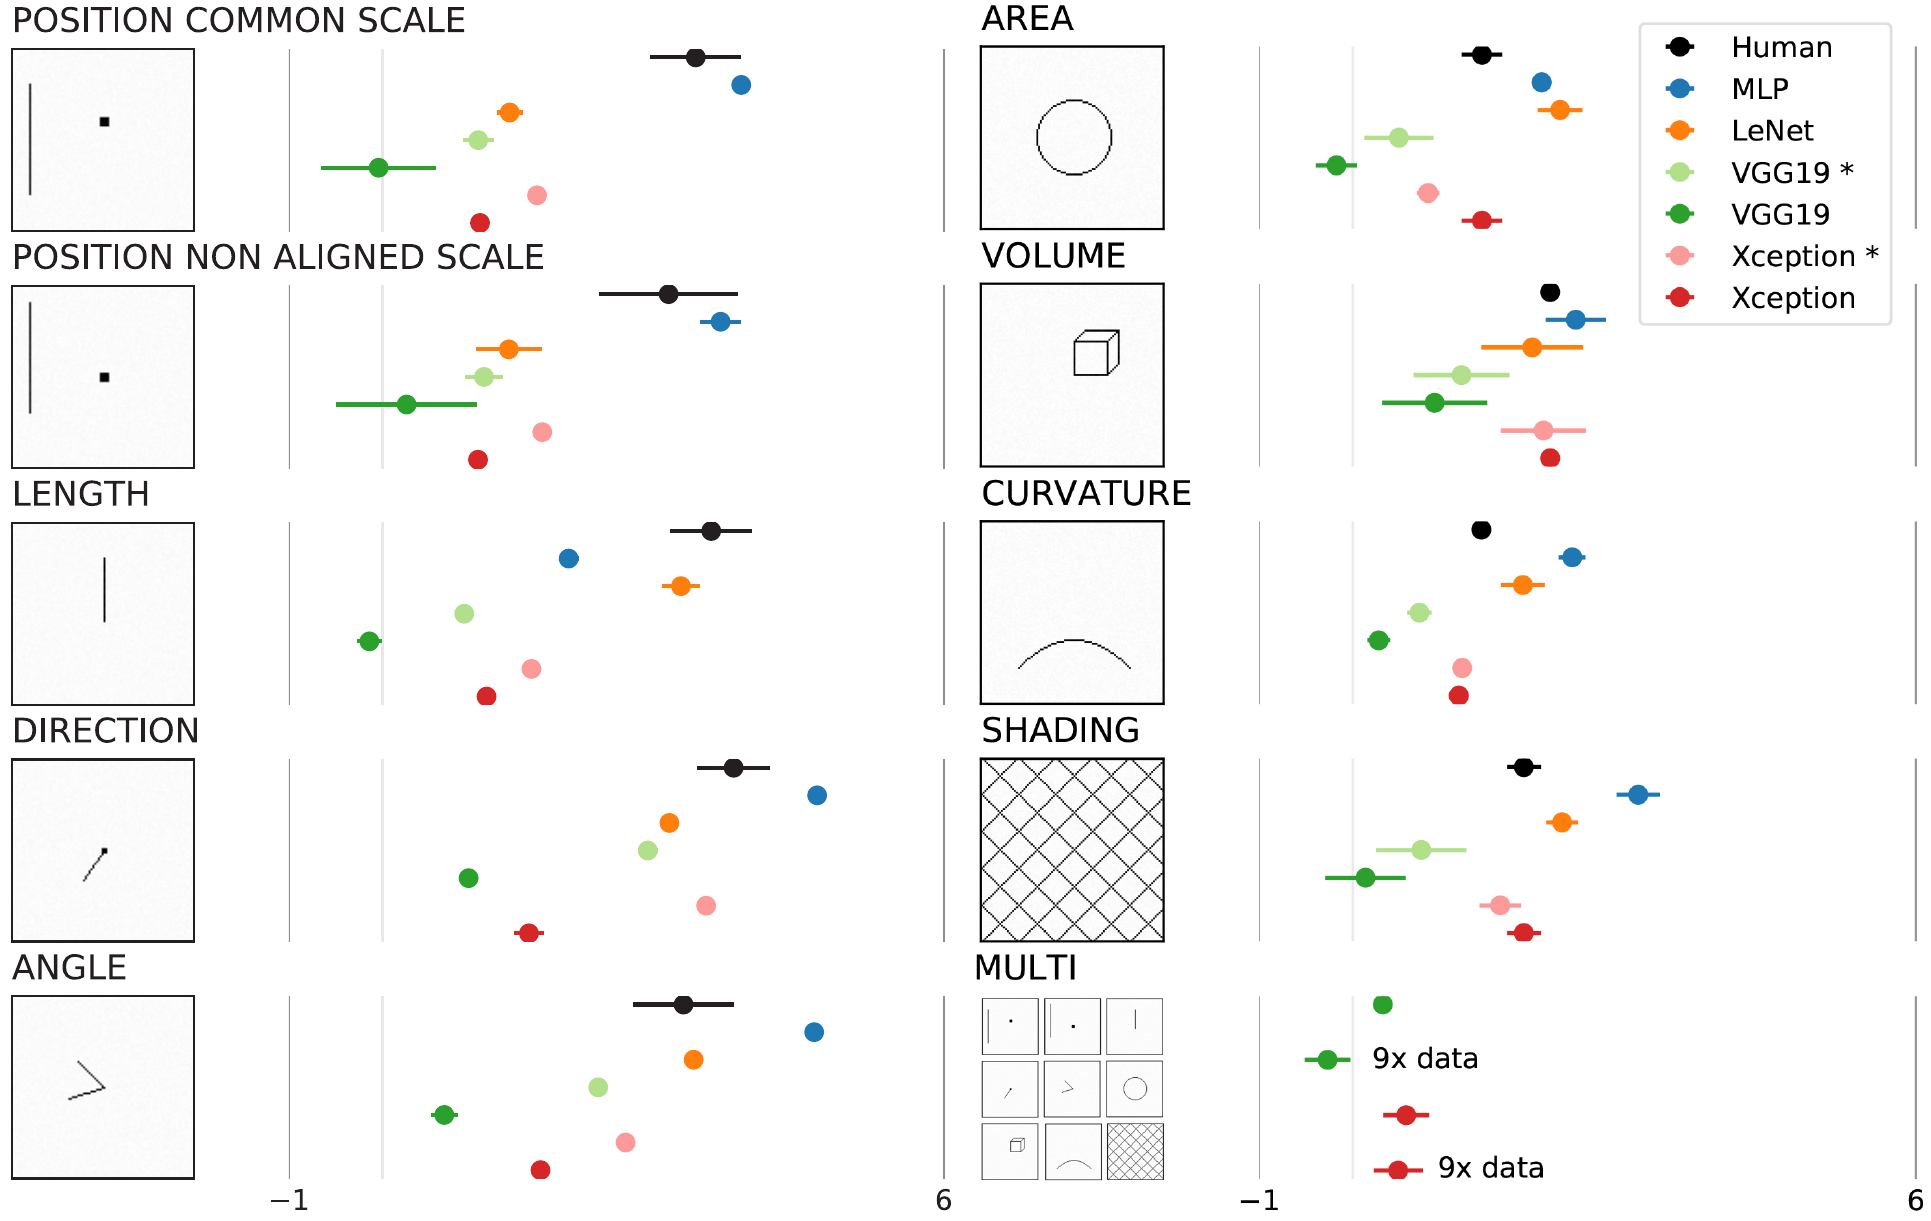 POSITION COMMON SCALE
POSITION NON ALIGNED SCALE
LENGTH
DIRECTION
ANGLE
−1
6
AREA
VOLUME
CURVATURE
SHADING
MULTI
9x data
9x data
−1
6
Human
MLP
LeNet
VGG19 *
VGG19
Xception *
Xception